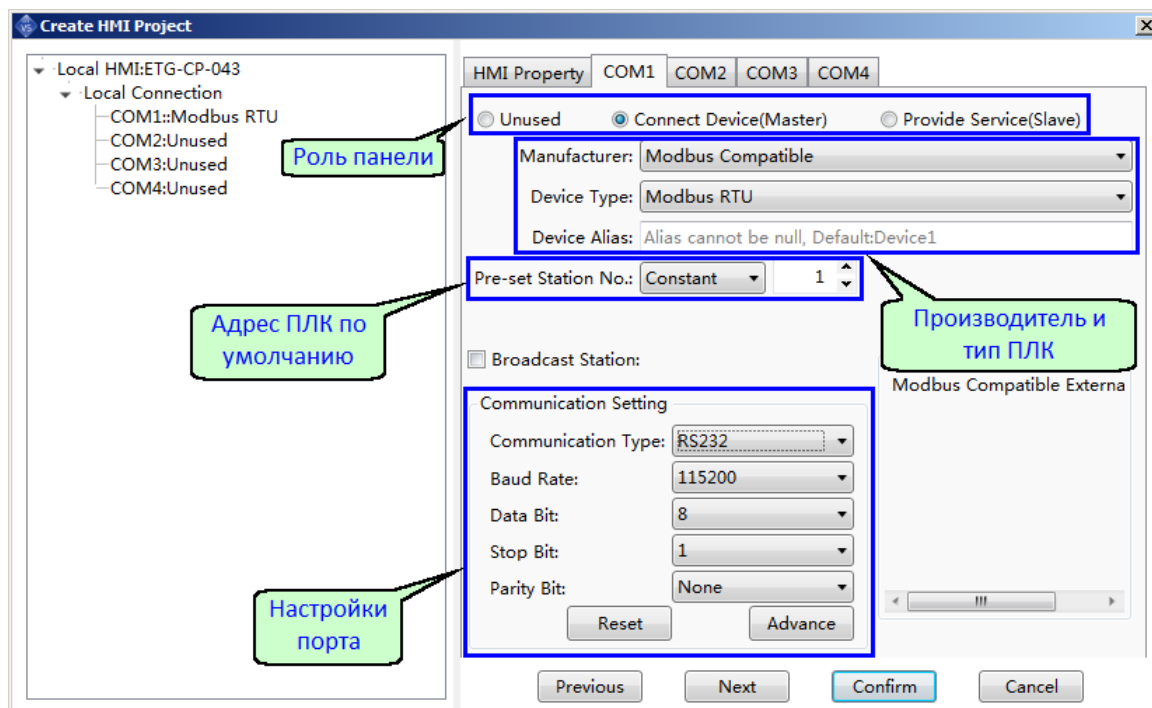 Create HMI Project
Local HMI:ETG-CP-043
Local Connection
COM1::Modbus RTU
COM2:Unused
COM3:Unused
COM4:Unused
HMI Property COM1 COM2 COM3 COM4
Unused Connect Device(Master) Provide Service(Slave)
Роль панели
Manufacturer: Modbus Compatible
Device Type: Modbus RTU
Device Alias: Alias cannot be null, Default:Device1
Pre-set Station No.: Constant 1
Адрес ПЛК по
умолчанию
Производитель и
тип ПЛК
Broadcast Station:
Modbus Compatible Externa
Communication Setting
Communication Type: RS232
Baud Rate: 115200
Data Bit: 8
Stop Bit: 1
Parity Bit: None
Настройки
порта
Reset Advance
Previous Next Confirm Cancel